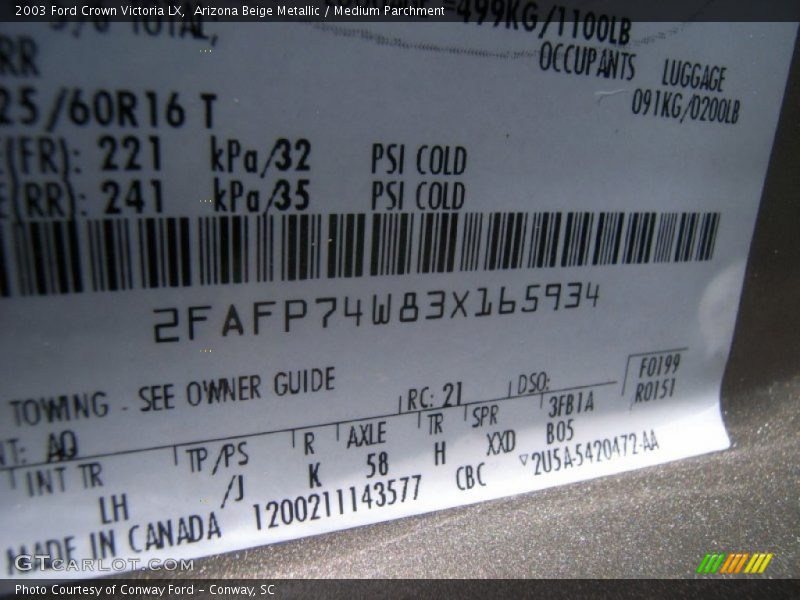 2003 Ford Crown Victoria LX, Arizona Beige Metallic / Medium Parchment
TOTAL, =499KG/1100LB
RR OCCUPANTS LUGGAGE
25/60R16 T 091KG/0200LB
(FR): 221 kPa/32 PSI COLD
(RR): 241 kPa/35 PSI COLD
2FAFP74W83X165934
TOWING - SEE OWNER GUIDE RC: 21 DSO: F0199
R0151
NT: AQ
INT TR TP/PS R AXLE TR SPR 3FB1A
LH /J K 58 H XXD B05
MADE IN CANADA 1200211143577 CBC ▽2U5A-5420472-AA
GTCarLot.com
Photo Courtesy of Conway Ford - Conway, SC